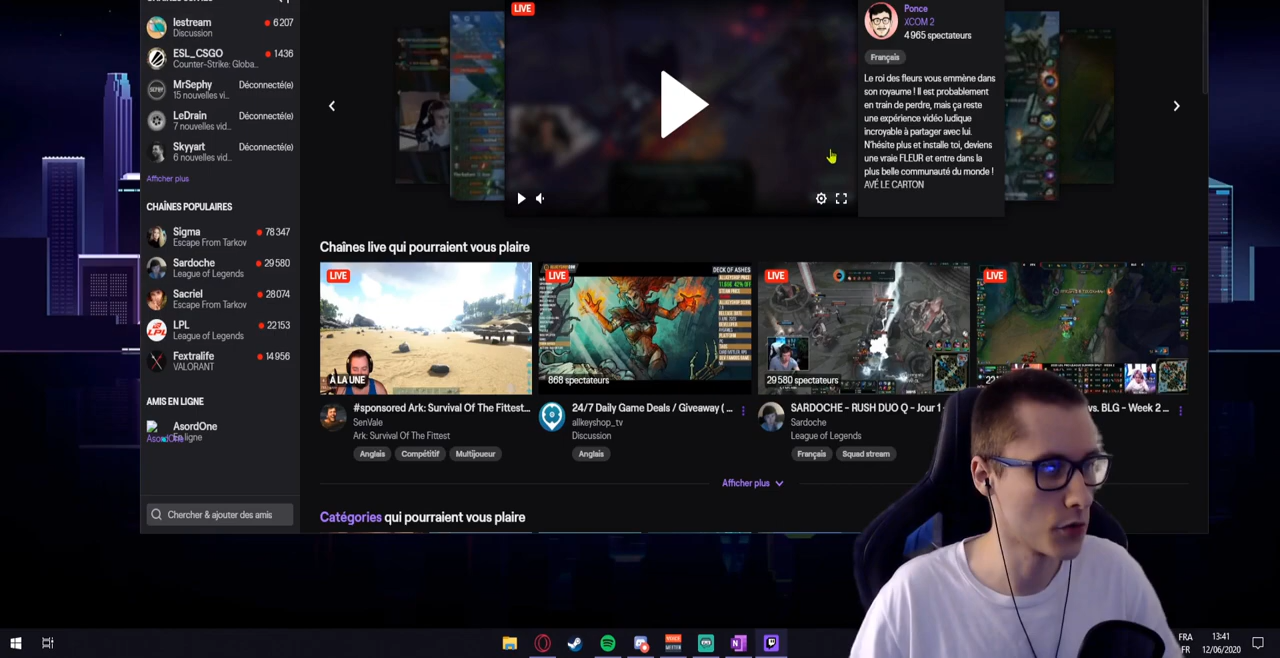 lestream
6 207
Discussion
ESL_CSGO
1 436
Counter-Strike: Globa...
MrSephy
Déconnecté(e)
15 nouvelles vi...
LeDrain
Déconnecté(e)
7 nouvelles vid...
Skyyart
Déconnecté(e)
6 nouvelles vid...
Afficher plus
CHAÎNES POPULAIRES
Sigma
78 347
Escape From Tarkov
Sardoche
29 580
League of Legends
Sacriel
28 074
Escape From Tarkov
LPL
22 153
League of Legends
Fextralife
14 956
VALORANT
AMIS EN LIGNE
AsordOne
En ligne
Chercher & ajouter des amis
LIVE
Ponce
XCOM 2
4 965 spectateurs
Français
Le roi des fleurs vous emmène dans
son royaume ! Il est probablement
en train de perdre, mais ça reste
une expérience vidéo ludique
incroyable à partager avec lui.
N'hésite plus et installe toi, deviens
une vraie FLEUR et entre dans la
plus belle communauté du monde !
AVÉ LE CARTON
Chaînes live qui pourraient vous plaire
LIVE
À LA UNE
#sponsored Ark: Survival Of The Fittest...
SenVale
Ark: Survival Of The Fittest
Anglais
Compétitif
Multijoueur
LIVE
DECK OF ASHES
868 spectateurs
24/7 Daily Game Deals / Giveaway ( ...
allkeyshop_tv
Discussion
Anglais
LIVE
29 580 spectateurs
SARDOCHE - RUSH DUO Q - Jour 1
Sardoche
League of Legends
Français
Squad stream
LIVE
vs. BLG - Week 2 ...
Afficher plus
Catégories qui pourraient vous plaire
FRA
FR
13:41
12/06/2020